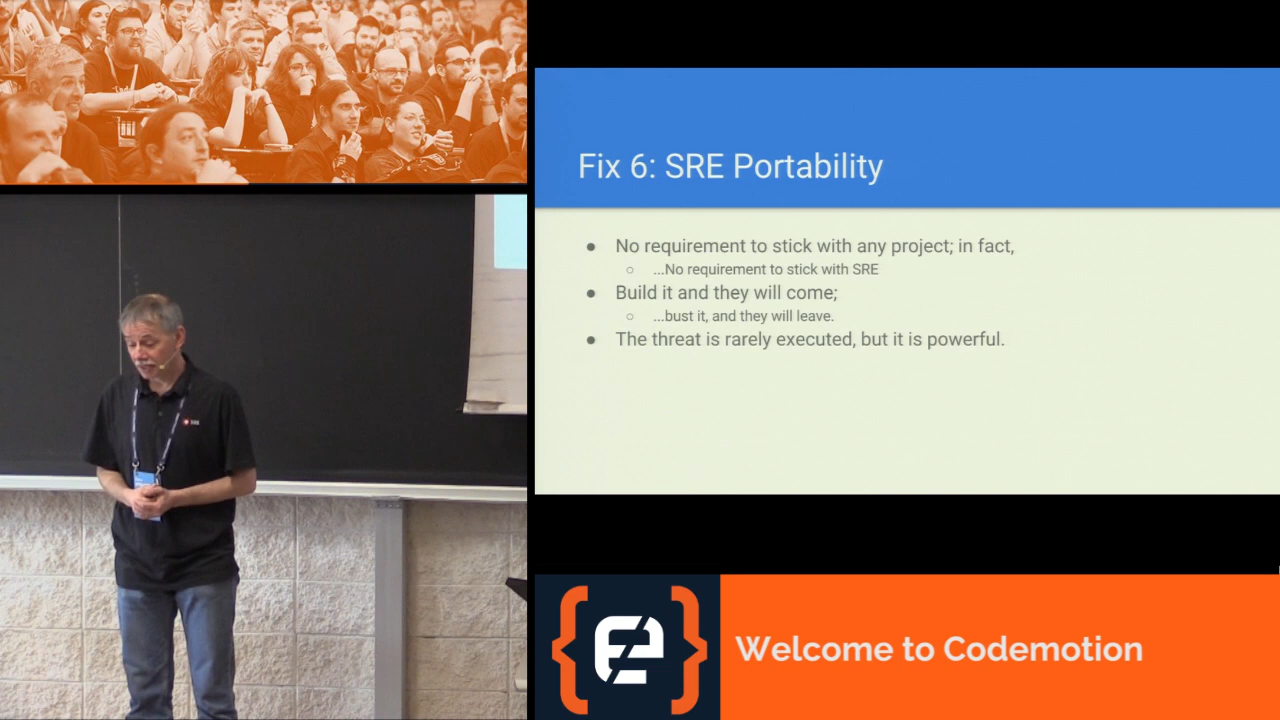 Fix 6: SRE Portability
● No requirement to stick with any project; in fact,
○ ...No requirement to stick with SRE
● Build it and they will come;
○ ...bust it, and they will leave.
● The threat is rarely executed, but it is powerful.
SRE
Welcome to Codemotion